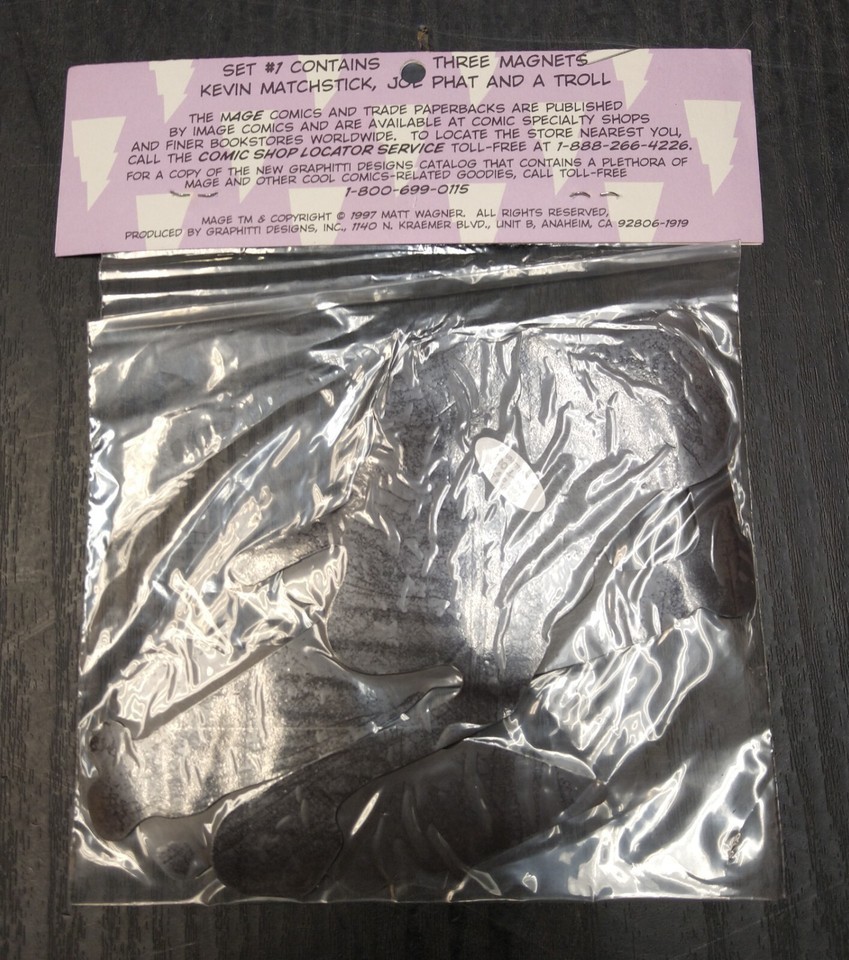 SET #1 CONTAINS THREE MAGNETS
KEVIN MATCHSTICK, JOE PHAT AND A TROLL
THE MAGE COMICS AND TRADE PAPERBACKS ARE PUBLISHED
BY IMAGE COMICS AND ARE AVAILABLE AT COMIC SPECIALTY SHOPS
AND FINER BOOKSTORES WORLDWIDE. TO LOCATE THE STORE NEAREST YOU,
CALL THE COMIC SHOP LOCATOR SERVICE TOLL-FREE AT 1-888-266-4226.
FOR A COPY OF THE NEW GRAPHITTI DESIGNS CATALOG THAT CONTAINS A PLETHORA OF
MAGE AND OTHER COOL COMICS-RELATED GOODIES, CALL TOLL-FREE
1-800-699-0115
MAGE TM & COPYRIGHT © 1997 MATT WAGNER. ALL RIGHTS RESERVED,
PRODUCED BY GRAPHITTI DESIGNS, INC., 1140 N. KRAEMER BLVD., UNIT B, ANAHEIM, CA 92806-1919